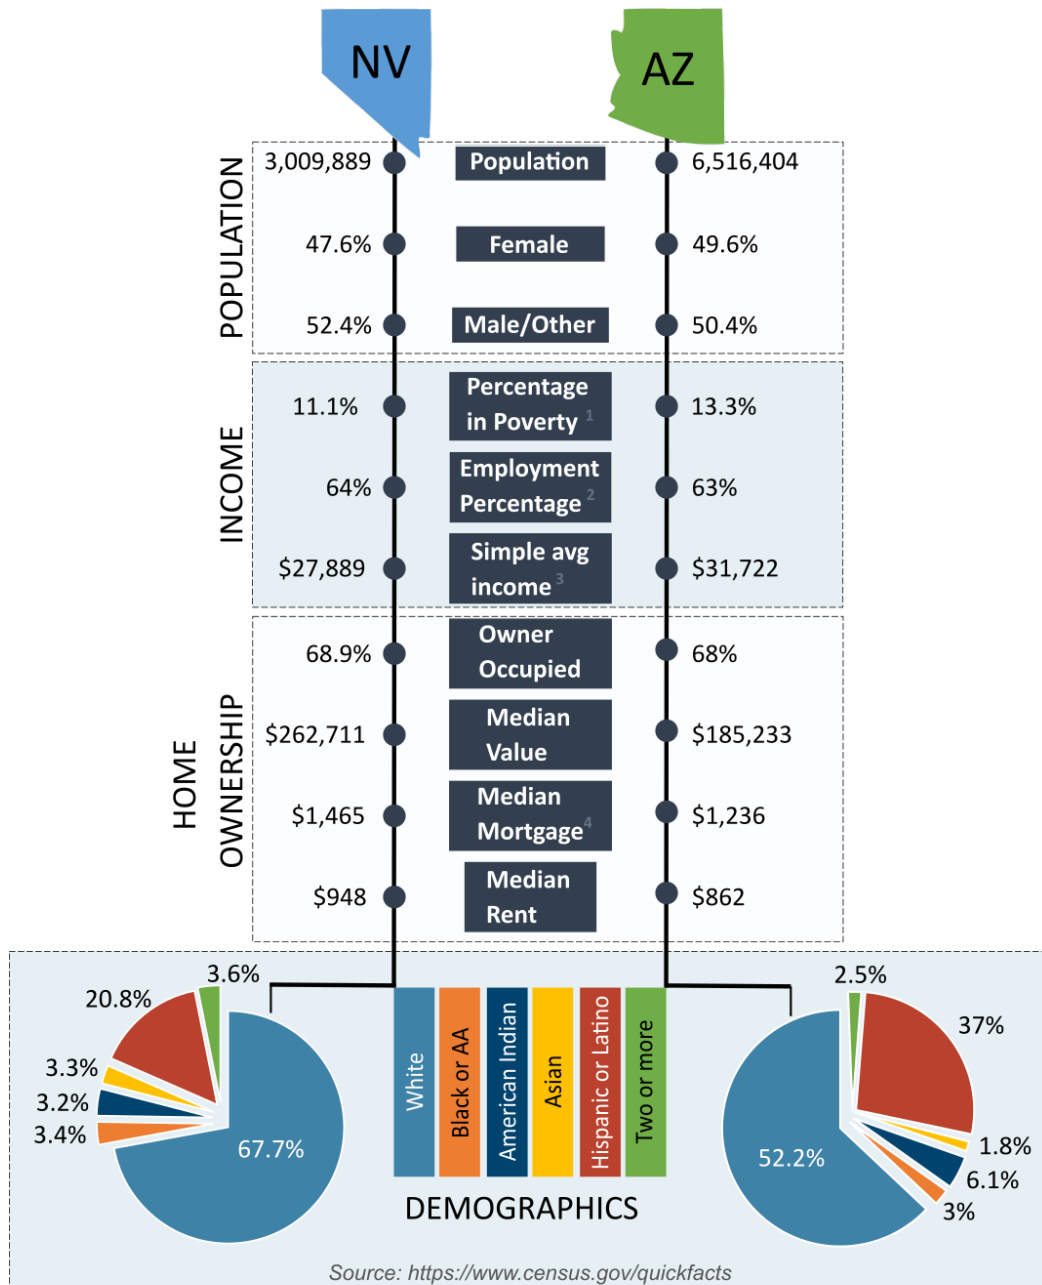 NV
AZ
POPULATION
3,009,889 Population 6,516,404
47.6% Female 49.6%
52.4% Male/Other 50.4%
INCOME
Percentage
in Poverty 1
11.1% 13.3%
Employment
Percentage 2
64% 63%
Simple avg
income 3
$27,889 $31,722
HOME
OWNERSHIP
Owner
Occupied
68.9% 68%
Median
Value
$262,711 $185,233
Median
Mortgage 4
$1,465 $1,236
Median
Rent
$948 $862
3.6%
20.8%
3.3%
3.2%
3.4%
67.7%
White
Black or AA
American Indian
Asian
Hispanic or Latino
Two or more
2.5%
37%
1.8%
6.1%
3%
52.2%
DEMOGRAPHICS
Source: https://www.census.gov/quickfacts